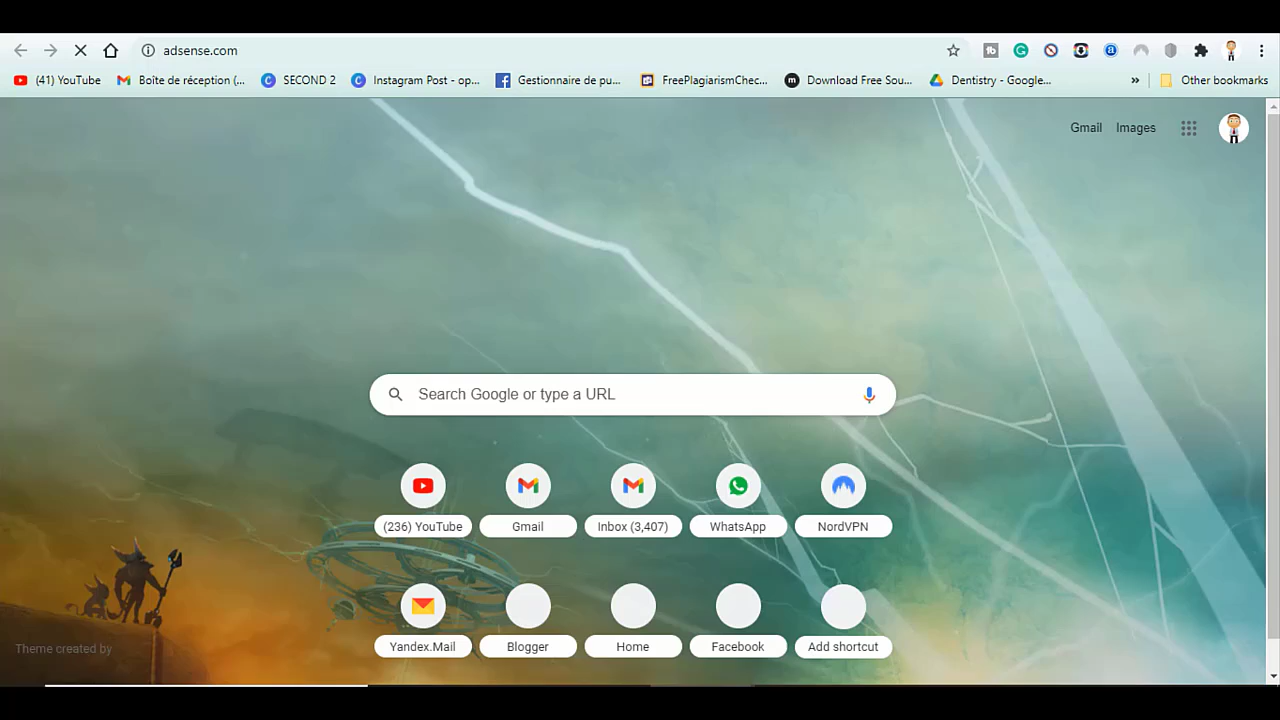 adsense.com
(41) YouTube
Boîte de réception (...
SECOND 2
Instagram Post - op...
Gestionnaire de pu...
FreePlagiarismChec...
Download Free Sou...
Dentistry - Google...
»
Other bookmarks
Gmail
Images
Search Google or type a URL
(236) YouTube
Gmail
Inbox (3,407)
WhatsApp
NordVPN
Yandex.Mail
Blogger
Home
Facebook
Add shortcut
Theme created by